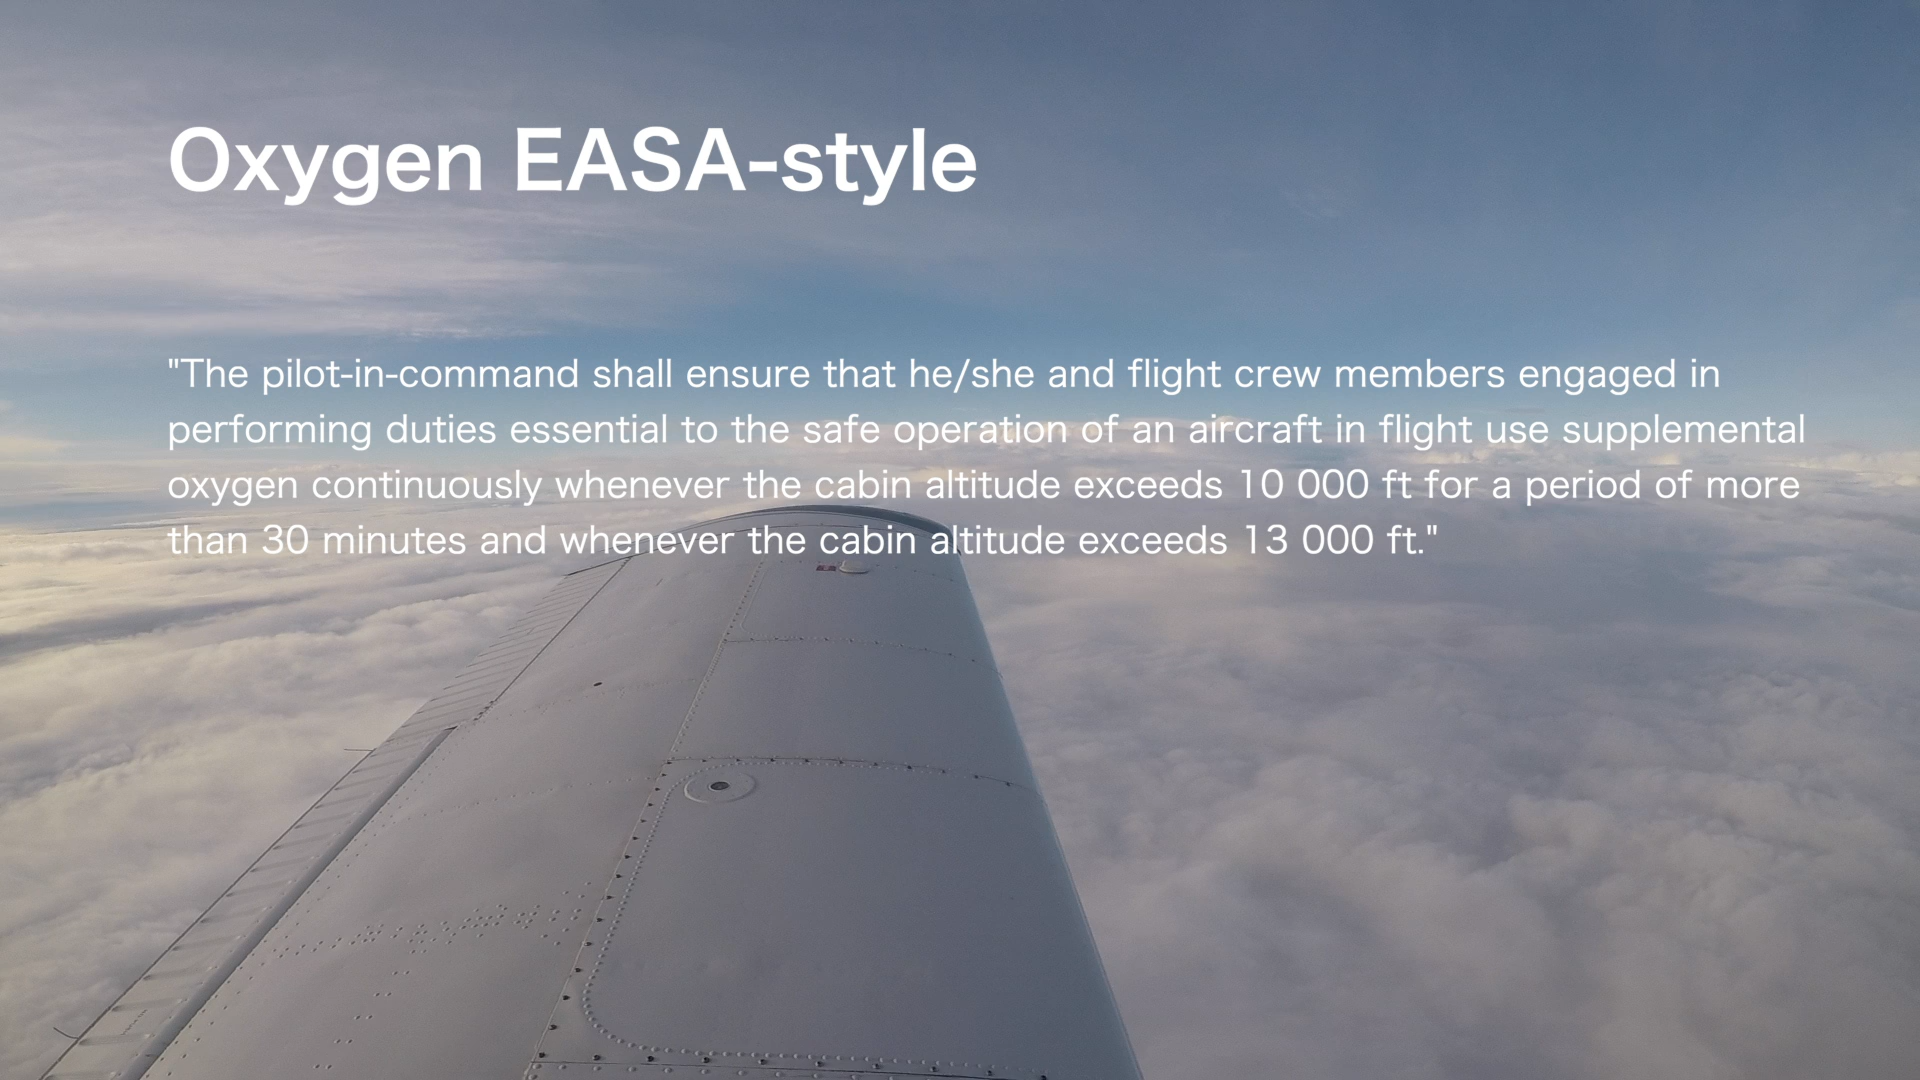 Oxygen EASA-style
"The pilot-in-command shall ensure that he/she and flight crew members engaged in
performing duties essential to the safe operation of an aircraft in flight use supplemental
oxygen continuously whenever the cabin altitude exceeds 10 000 ft for a period of more
than 30 minutes and whenever the cabin altitude exceeds 13 000 ft."